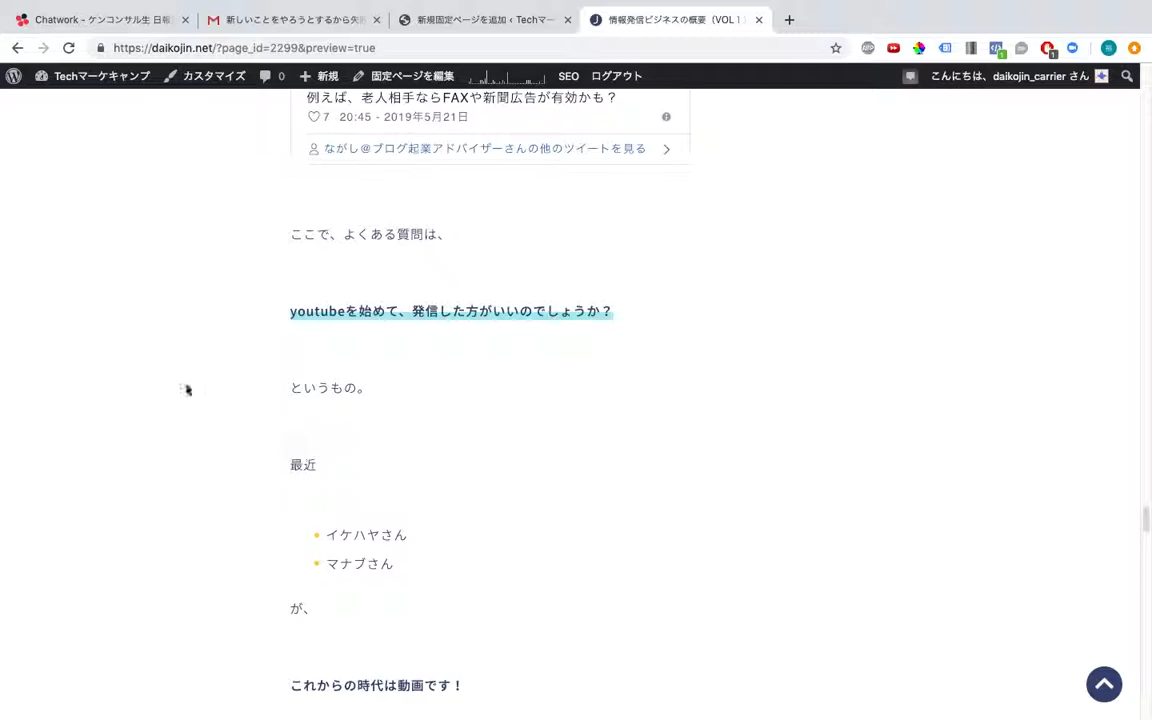 Chatwork - ケンコンサル生 日報
新しいことをやろうとするから失
新規固定ページを追加 ‹ Techマー
情報発信ビジネスの概要（VOL１）
https://daikojin.net/?page_id=2299&preview=true
Techマーケキャンプ カスタマイズ 0 新規 固定ページを編集 SEO ログアウト こんにちは、daikojin_carrier さん
例えば、老人相手ならFAXや新聞広告が有効かも？
7 20:45 - 2019年5月21日
ながし＠ブログ起業アドバイザーさんの他のツイートを見る
ここで、よくある質問は、
youtubeを始めて、発信した方がいいのでしょうか？
というもの。
最近
イケハヤさん
マナブさん
が、
これからの時代は動画です！